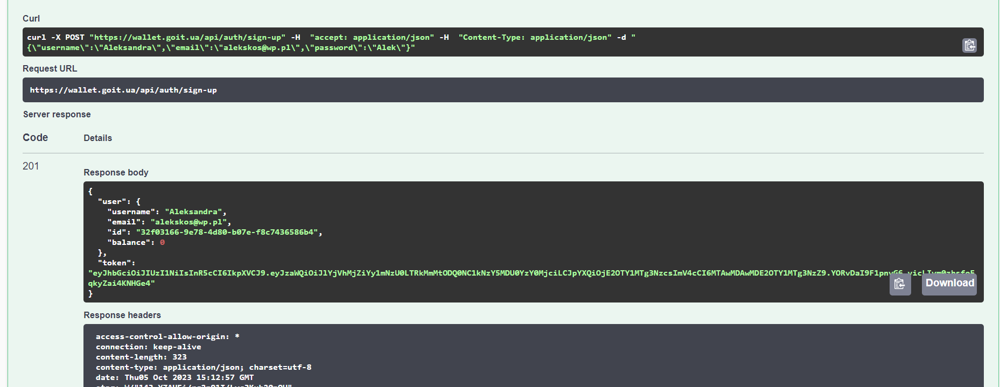 Curl
curl -X POST "https://wallet.goit.ua/api/auth/sign-up" -H  "accept: application/json" -H  "Content-Type: application/json" -d "
{\"username\":\"Aleksandra\",\"email\":\"alekskos@wp.pl\",\"password\":\"Alek\"}"
Request URL
https://wallet.goit.ua/api/auth/sign-up
Server response
Code Details
201
Response body
{
"user": {
"username": "Aleksandra",
"email": "alekskos@wp.pl",
"id": "32f03166-9e78-4d80-b07e-f8c7436586b4",
"balance": 0
},
"token":
"eyJhbGciOiJIUzI1NiIsInR5cCI6IkpXVCJ9.eyJzaWQiOiJlYjVhMjZiYy1mNzU0LTRkMmMtODQ0NC1kNzY5MDU0YzY0MjciLCJpYXQiOjE2OTY1MTg3NzcsImV4cCI6MTAwMDAwMDE2OTY1MTg3NzZ9.YORvDaI9F1pny
qkyZai4KNHGe4"
}
Download
Response headers
access-control-allow-origin: *
connection: keep-alive
content-length: 323
content-type: application/json; charset=utf-8
date: Thu05 Oct 2023 15:12:57 GMT